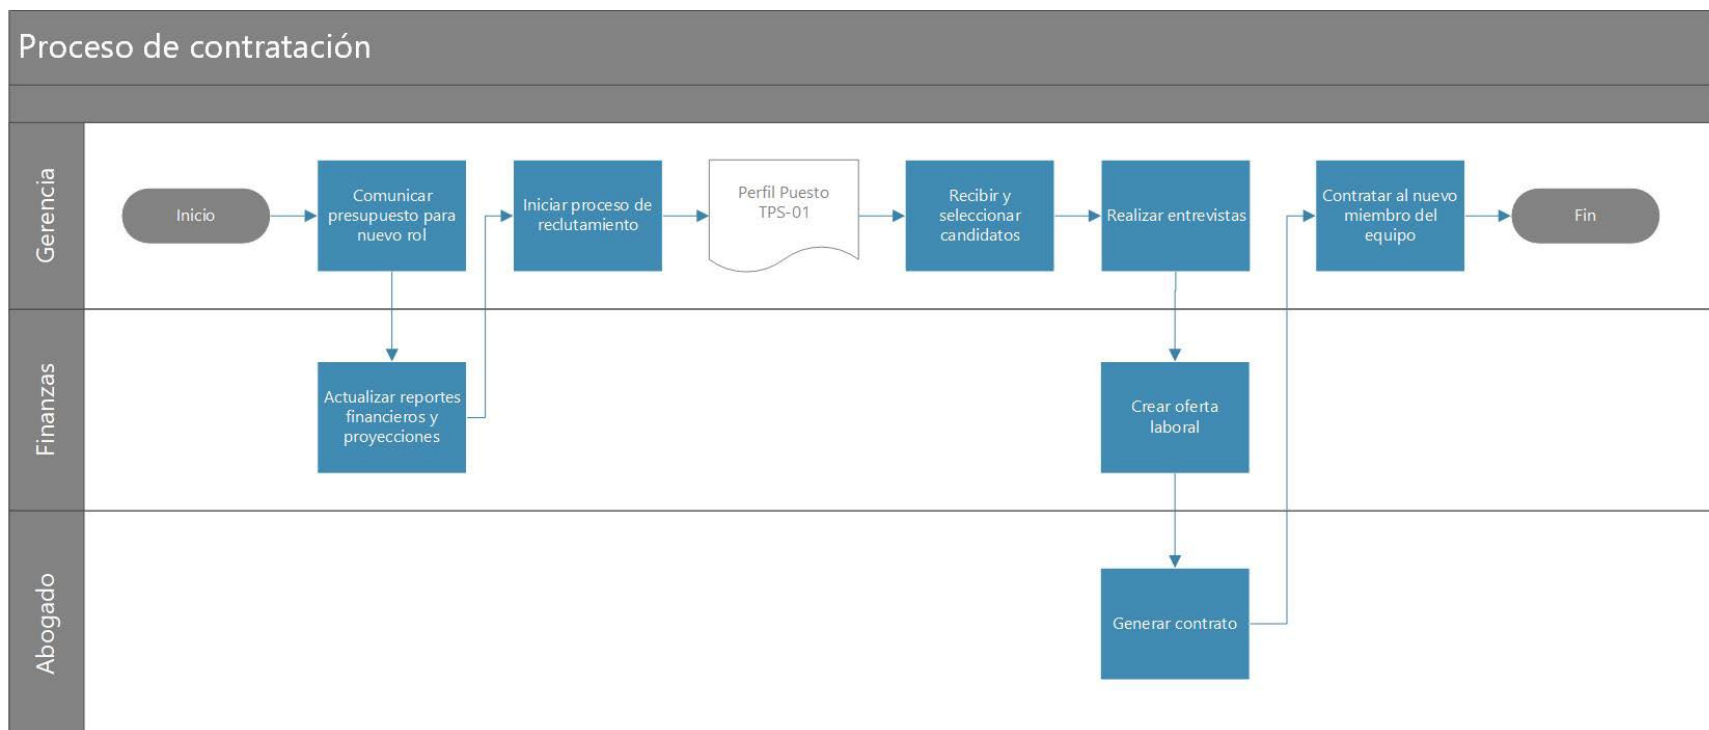 Proceso de contratación
Gerencia
Inicio
Comunicar
presupuesto para
nuevo rol
Iniciar proceso de
reclutamiento
Perfil Puesto
TPS-01
Recibir y
seleccionar
candidatos
Realizar entrevistas
Contratar al nuevo
miembro del
equipo
Fin
Finanzas
Actualizar reportes
financieros y
proyecciones
Crear oferta
laboral
Abogado
Generar contrato